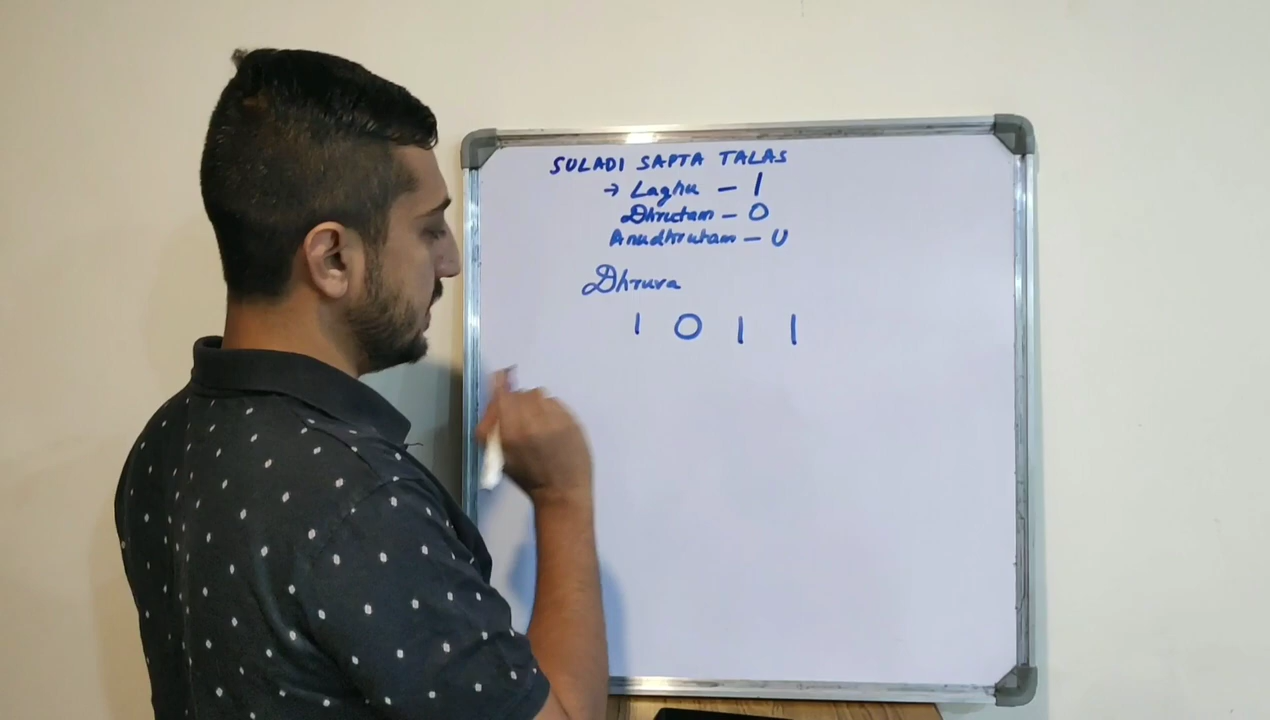 SULADI SAPTA TALAS
→ Laghu - 1
Dhrutam - O
Anudhrutam - U
Dhruva
1 O 1 1